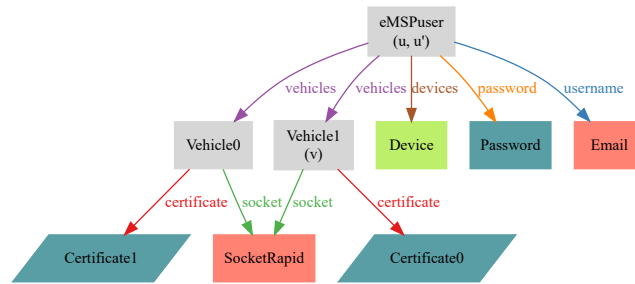 eMSPuser
(u, u')
vehicles
vehicles
devices
password
username
Vehicle0
Vehicle1
(v)
Device
Password
Email
certificate
socket
socket
certificate
Certificate1
SocketRapid
Certificate0